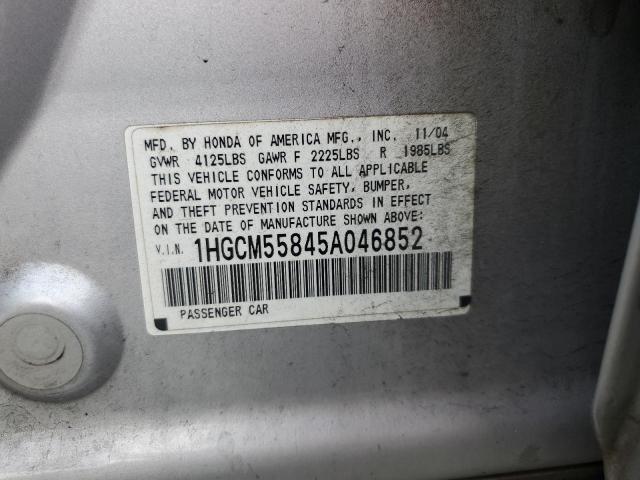 MFD. BY HONDA OF AMERICA MFG., INC. 11/04
GVWR 4125LBS GAWR F 2225LBS R 1985LBS
THIS VEHICLE CONFORMS TO ALL APPLICABLE
FEDERAL MOTOR VEHICLE SAFETY, BUMPER,
AND THEFT PREVENTION STANDARDS IN EFFECT
ON THE DATE OF MANUFACTURE SHOWN ABOVE:
V.I.N. 1HGCM55845A046852
PASSENGER CAR